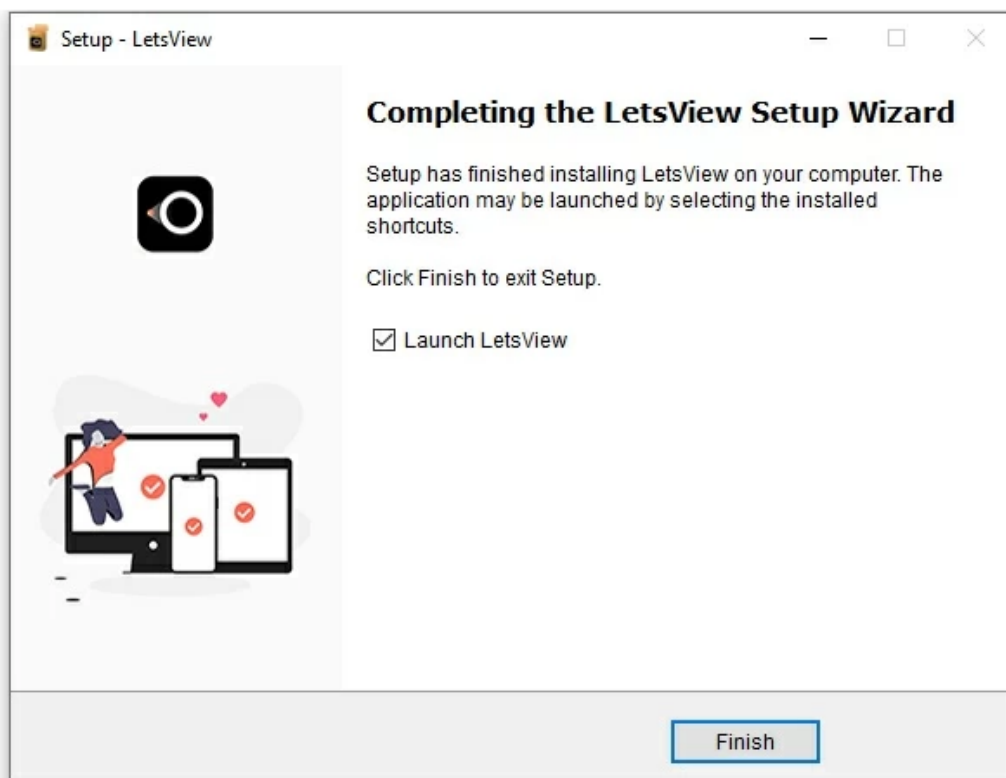 Setup - LetsView
Completing the LetsView Setup Wizard
Setup has finished installing LetsView on your computer. The
application may be launched by selecting the installed
shortcuts.
Click Finish to exit Setup.
Launch LetsView
Finish